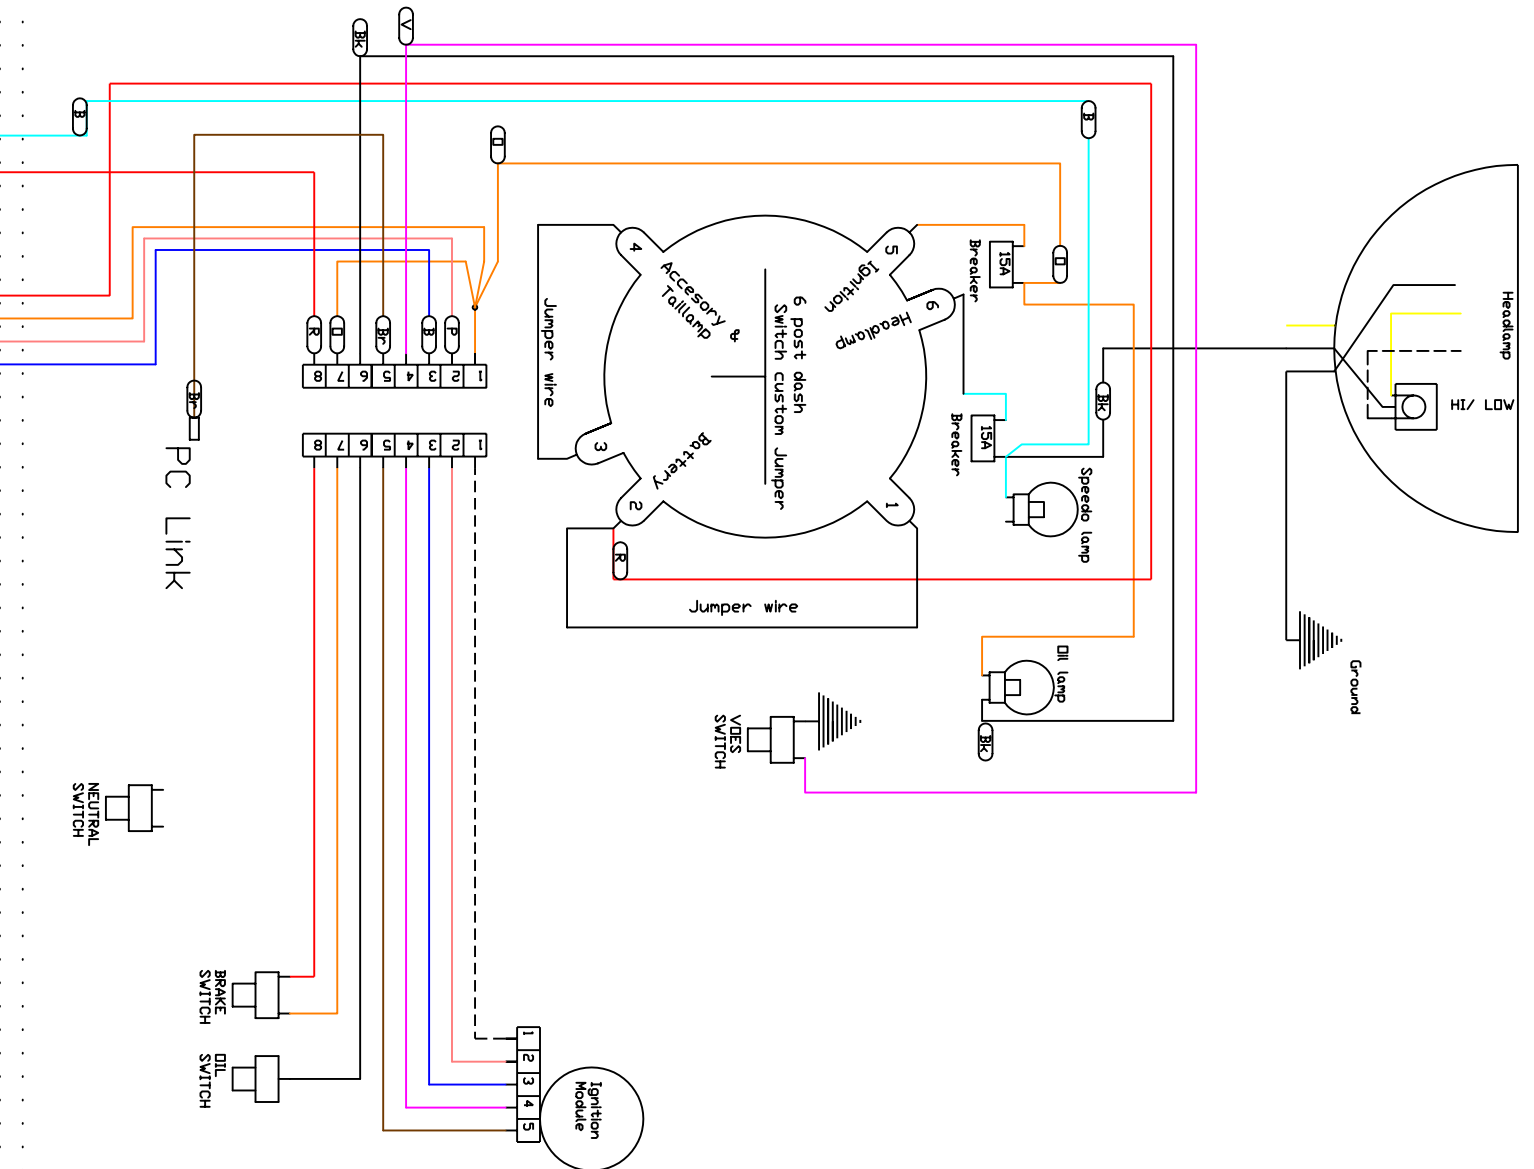 V
Bk
B
B
O
O
R
O
Br
B
P
8
7
6
5
4
3
2
1
8
7
6
5
4
3
2
1
Br
PC Link
Jumper wire
4
Accesory &
Taillamp
3
Battery
2
R
6 post dash
Switch custom Jumper
5
Ignition
6
Headlamp
1
Jumper wire
15A
Breaker
15A
Breaker
Bk
Speedo lamp
Oil lamp
Bk
VOES
SWITCH
Headlamp
HI/ LOW
Ground
NEUTRAL
SWITCH
BRAKE
SWITCH
OIL
SWITCH
1
2
3
4
5
Ignition
Module